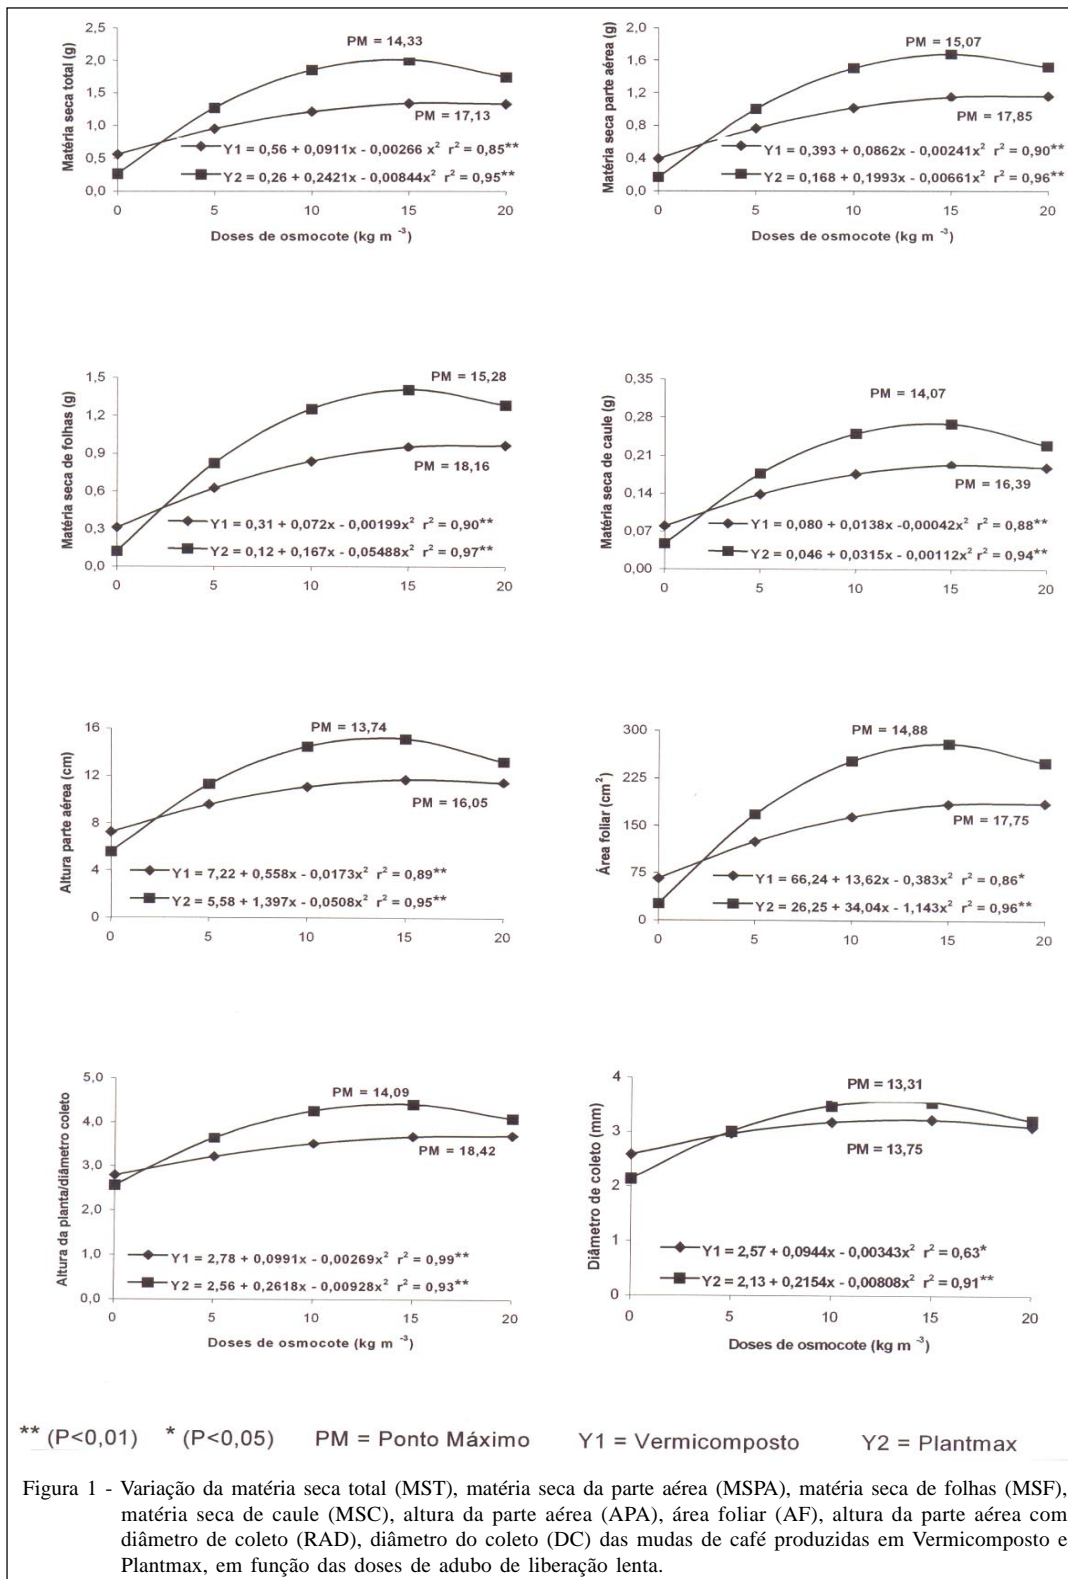 Matéria seca total (g)
2,5
2,0
1,5
1,0
0,5
0,0
PM = 14,33
PM = 17,13
Y1 = 0,56 + 0,0911x - 0,00266 x² r² = 0,85**
Y2 = 0,26 + 0,2421x - 0,00844x² r² = 0,95**
0 5 10 15 20
Doses de osmocote (kg m ⁻³)
Matéria seca parte aérea (g)
2,0
1,6
1,2
0,8
0,4
0,0
PM = 15,07
PM = 17,85
Y1 = 0,393 + 0,0862x - 0,00241x² r² = 0,90**
Y2 = 0,168 + 0,1993x - 0,00661x² r² = 0,96**
0 5 10 15 20
Doses de osmocote (kg m ⁻³)
Matéria seca de folhas (g)
1,5
1,2
0,9
0,6
0,3
0,0
PM = 15,28
PM = 18,16
Y1 = 0,31 + 0,072x - 0,00199x² r² = 0,90**
Y2 = 0,12 + 0,167x - 0,05488x² r² = 0,97**
0 5 10 15 20
Matéria seca de caule (g)
0,35
0,28
0,21
0,14
0,07
0,00
PM = 14,07
PM = 16,39
Y1 = 0,080 + 0,0138x -0,00042x² r² = 0,88**
Y2 = 0,046 + 0,0315x - 0,00112x² r² = 0,94**
0 5 10 15 20
Altura parte aérea (cm)
16
12
8
4
0
PM = 13,74
PM = 16,05
Y1 = 7,22 + 0,558x - 0,0173x² r² = 0,89**
Y2 = 5,58 + 1,397x - 0,0508x² r² = 0,95**
0 5 10 15 20
Área foliar (cm²)
300
225
150
75
0
PM = 14,88
PM = 17,75
Y1 = 66,24 + 13,62x - 0,383x² r² = 0,86*
Y2 = 26,25 + 34,04x - 1,143x² r² = 0,96**
0 5 10 15 20
Altura da planta/diâmetro coleto
5,0
4,0
3,0
2,0
1,0
0,0
PM = 14,09
PM = 18,42
Y1 = 2,78 + 0,0991x - 0,00269x² r² = 0,99**
Y2 = 2,56 + 0,2618x - 0,00928x² r² = 0,93**
0 5 10 15 20
Doses de osmocote (kg m ⁻³)
Diâmetro de coleto (mm)
4
3
2
1
0
PM = 13,31
PM = 13,75
Y1 = 2,57 + 0,0944x - 0,00343x² r² = 0,63*
Y2 = 2,13 + 0,2154x - 0,00808x² r² = 0,91**
0 5 10 15 20
Doses de osmocote (kg m ⁻³)
** (P<0,01) * (P<0,05) PM = Ponto Máximo Y1 = Vermicomposto Y2 = Plantmax
Figura 1 - Variação da matéria seca total (MST), matéria seca da parte aérea (MSPA), matéria seca de folhas (MSF),
matéria seca de caule (MSC), altura da parte aérea (APA), área foliar (AF), altura da parte aérea com
diâmetro de coleto (RAD), diâmetro do coleto (DC) das mudas de café produzidas em Vermicomposto e
Plantmax, em função das doses de adubo de liberação lenta.